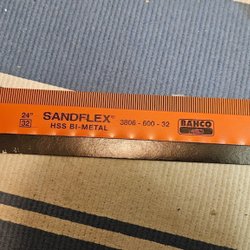 24"
32
SANDFLEX®
HSS BI-METAL
3806-600-32
BAHCO